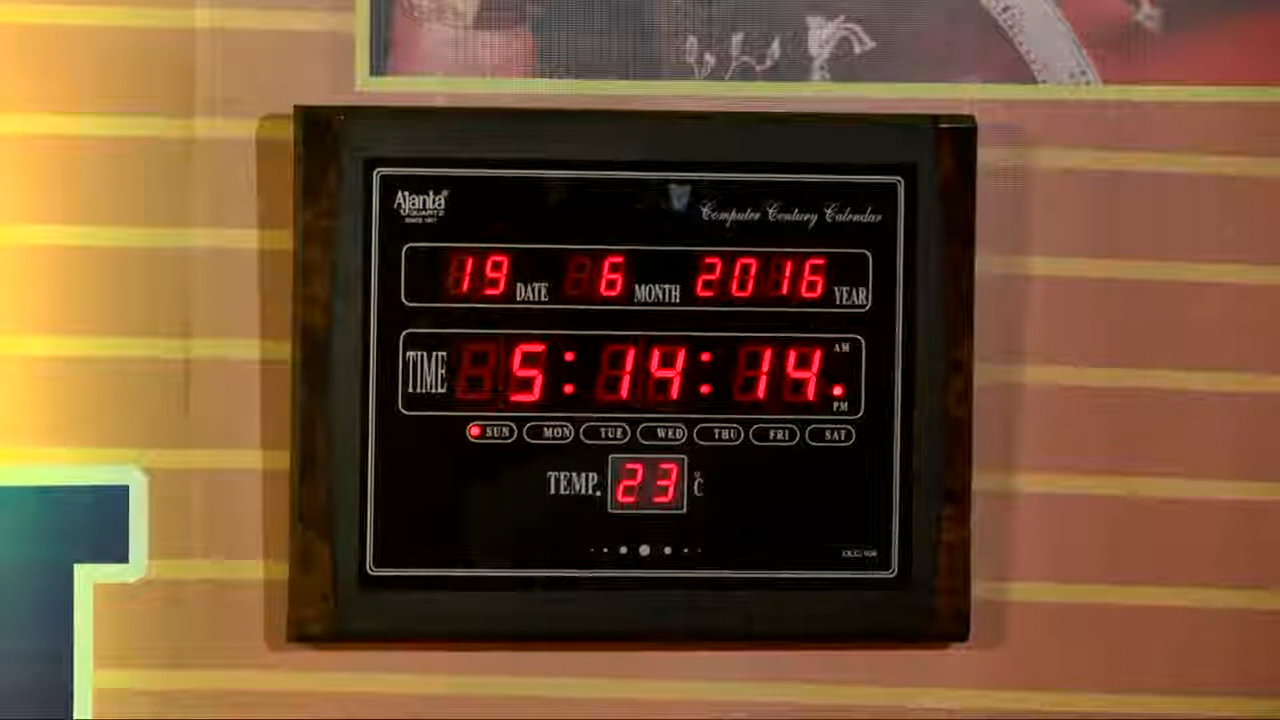 Ajanta
QUARTZ
Computer Century Calendar
19 DATE 6 MONTH 2016 YEAR
TIME 5:14:14. AM PM
SUN MON TUE WED THU FRI SAT
TEMP. 23 °C